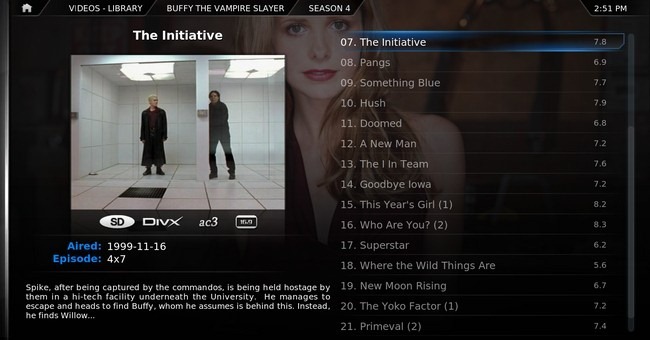 VIDEOS - LIBRARY
BUFFY THE VAMPIRE SLAYER
SEASON 4
2:51 PM
The Initiative
SD DIVX ac3
Aired: 1999-11-16
Episode: 4x7
Spike, after being captured by the commandos, is being held hostage by
them in a hi-tech facility underneath the University. He manages to
escape and heads to find Buffy, whom he assumes is behind this. Instead,
he finds Willow...
07. The Initiative 7.8
08. Pangs 6.9
09. Something Blue 7.7
10. Hush 7.9
11. Doomed 6.8
12. A New Man 7.2
13. The I In Team 7.6
14. Goodbye Iowa 7.2
15. This Year's Girl (1) 8.2
16. Who Are You? (2) 8.3
17. Superstar 6.2
18. Where the Wild Things Are 5.6
19. New Moon Rising 6.7
20. The Yoko Factor (1) 7.2
21. Primeval (2) 7.4